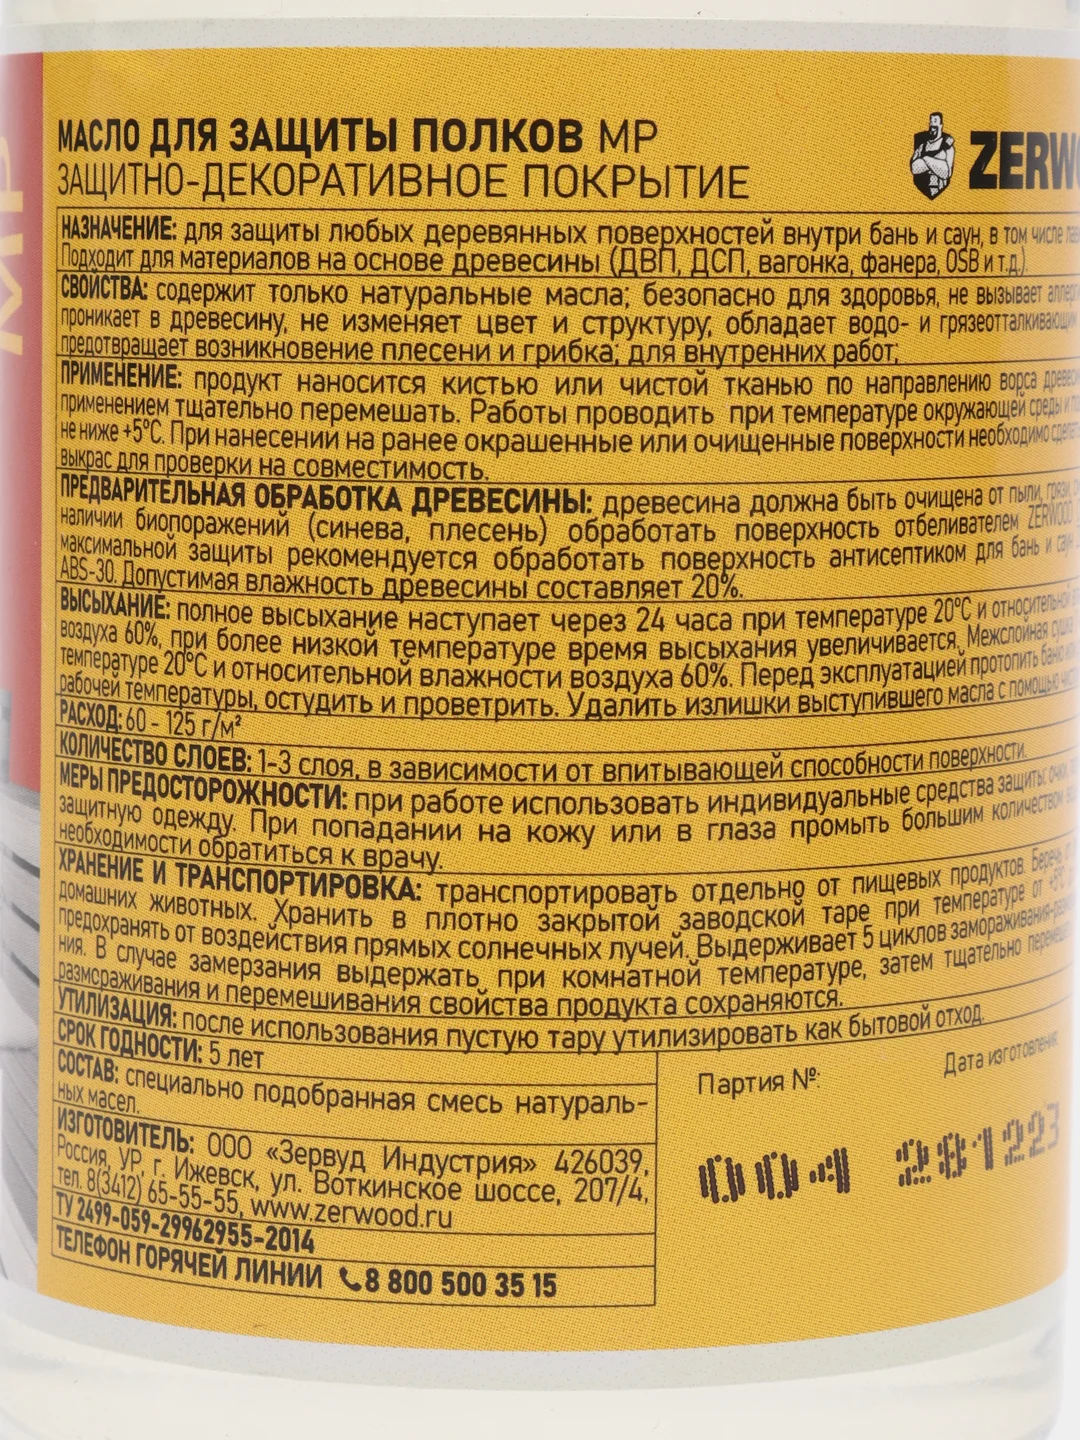 МР
МАСЛО ДЛЯ ЗАЩИТЫ ПОЛКОВ МР
ЗАЩИТНО-ДЕКОРАТИВНОЕ ПОКРЫТИЕ
ZERW
НАЗНАЧЕНИЕ: для защиты любых деревянных поверхностей внутри бань и саун, в том числе
Подходит для материалов на основе древесины (ДВП, ДСП, вагонка, фанера, OSB и т.д.).
СВОЙСТВА: содержит только натуральные масла; безопасно для здоровья, не вызывает
проникает в древесину, не изменяет цвет и структуру; обладает водо- и грязеотталкивающим
предотвращает возникновение плесени и грибка; для внутренних работ;
ПРИМЕНЕНИЕ: продукт наносится кистью или чистой тканью по направлению ворса
применением тщательно перемешать. Работы проводить при температуре окружающей среды и
не ниже +5°С. При нанесении на ранее окрашенные или очищенные поверхности необходимо
выкрас для проверки на совместимость.
ПРЕДВАРИТЕЛЬНАЯ ОБРАБОТКА ДРЕВЕСИНЫ: древесина должна быть очищена от пыли, грязи,
наличии биопоражений (синева, плесень) обработать поверхность отбеливателем ZERWOOD
максимальной защиты рекомендуется обработать поверхность антисептиком для бань и саун
ABS-30. Допустимая влажность древесины составляет 20%.
ВЫСЫХАНИЕ: полное высыхание наступает через 24 часа при температуре 20°С и относительной
воздуха 60%, при более низкой температуре время высыхания увеличивается. Межслойная сушка
температуре 20°С и относительной влажности воздуха 60%. Перед эксплуатацией протопить баню
рабочей температуры, остудить и проветрить. Удалить излишки выступившего масла с помощью
РАСХОД: 60 - 125 г/м²
КОЛИЧЕСТВО СЛОЕВ: 1-3 слоя, в зависимости от впитывающей способности поверхности.
МЕРЫ ПРЕДОСТОРОЖНОСТИ: при работе использовать индивидуальные средства защиты: очки,
защитную одежду. При попадании на кожу или в глаза промыть большим количеством
необходимости обратиться к врачу.
ХРАНЕНИЕ И ТРАНСПОРТИРОВКА: транспортировать отдельно от пищевых продуктов. Беречь от
домашних животных. Хранить в плотно закрытой заводской таре при температуре от +5°С
предохранять от воздействия прямых солнечных лучей. Выдерживает 5 циклов
ния. В случае замерзания выдержать, при комнатной температуре, затем тщательно
размораживания и перемешивания свойства продукта сохраняются.
УТИЛИЗАЦИЯ: после использования пустую тару утилизировать как бытовой отход.
СРОК ГОДНОСТИ: 5 лет
СОСТАВ: специально подобранная смесь натураль-
ных масел.
ИЗГОТОВИТЕЛЬ: ООО «Зервуд Индустрия» 426039,
Россия, УР, г. Ижевск, ул. Воткинское шоссе, 207/4,
тел. 8(3412) 65-55-55, www.zerwood.ru
ТУ 2499-059-29962955-2014
ТЕЛЕФОН ГОРЯЧЕЙ ЛИНИИ 8 800 500 35 15
Партия №: Дата изготовления:
004 281223